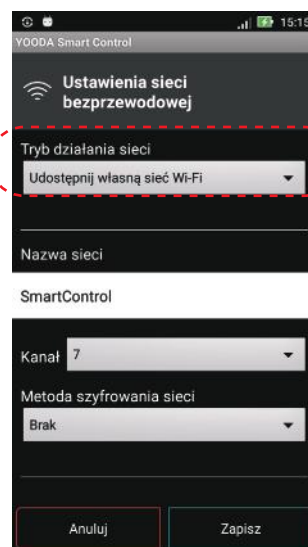 15:15
YOODA Smart Control
Ustawienia sieci
bezprzewodowej
Tryb działania sieci
Udostępnij własną sieć Wi-Fi
Nazwa sieci
SmartControl
Kanał 7
Metoda szyfrowania sieci
Brak
Anuluj Zapisz